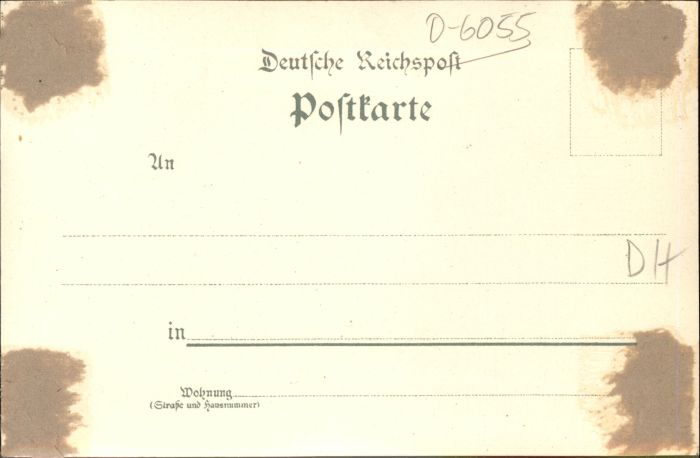 D-6055
Deutsche Reichspost
Postkarte
An
DH
in
Wohnung
(Straße und Hausnummer)